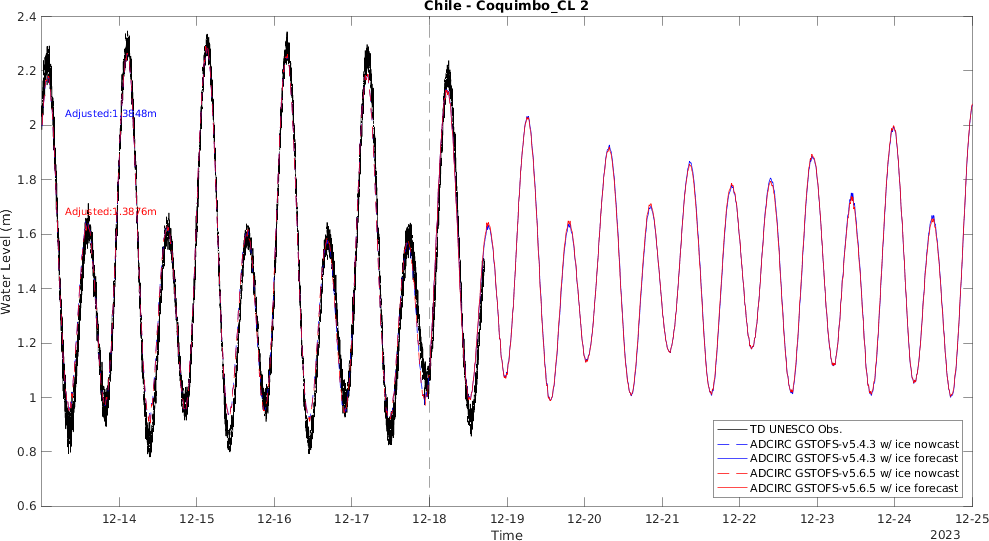 Chile - Coquimbo_CL 2
2.4
2.2
2
1.8
1.6
1.4
1.2
1
0.8
0.6
Water Level (m)
Adjusted:1.3848m
Adjusted:1.3876m
TD UNESCO Obs.
ADCIRC GSTOFS-v5.4.3 w/ ice nowcast
ADCIRC GSTOFS-v5.4.3 w/ ice forecast
ADCIRC GSTOFS-v5.6.5 w/ ice nowcast
ADCIRC GSTOFS-v5.6.5 w/ ice forecast
12-14 12-15 12-16 12-17 12-18 12-19 12-20 12-21 12-22 12-23 12-24 12-25
Time
2023